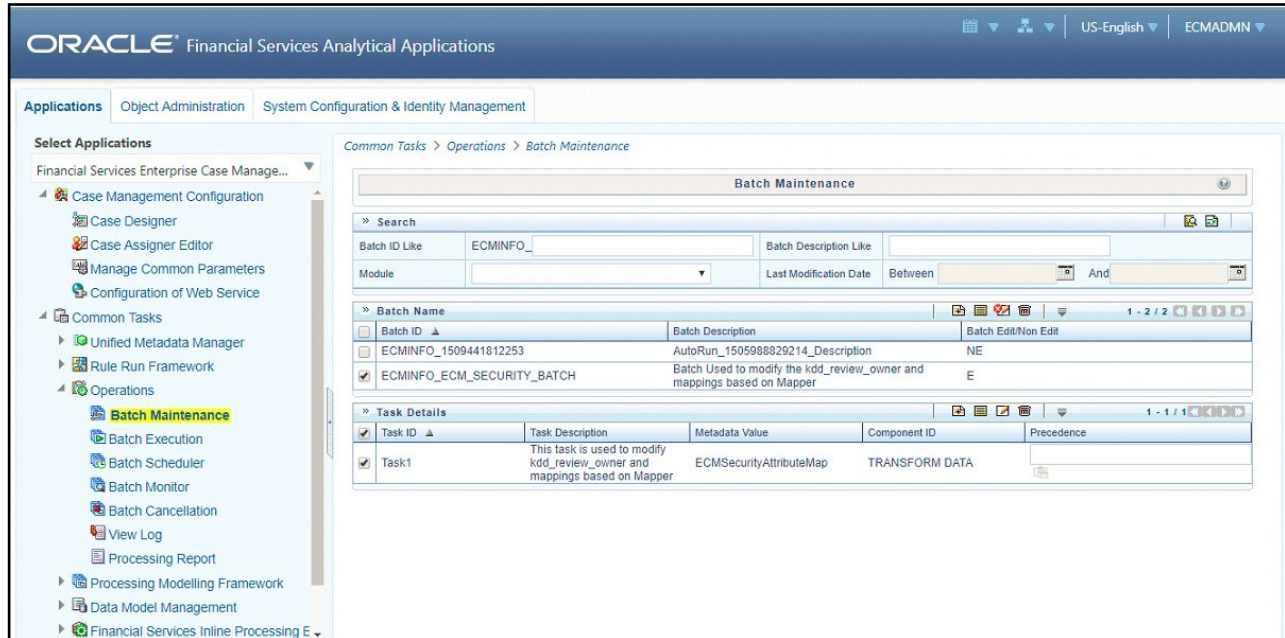 ORACLE® Financial Services Analytical Applications
US-English
ECMADMN
Applications
Object Administration
System Configuration & Identity Management
Select Applications
Financial Services Enterprise Case Manage...
Case Management Configuration
Case Designer
Case Assigner Editor
Manage Common Parameters
Configuration of Web Service
Common Tasks
Unified Metadata Manager
Rule Run Framework
Operations
Batch Maintenance
Batch Execution
Batch Scheduler
Batch Monitor
Batch Cancellation
View Log
Processing Report
Processing Modelling Framework
Data Model Management
Financial Services Inline Processing E
Common Tasks > Operations > Batch Maintenance
Batch Maintenance
» Search
Batch ID Like ECMINFO_ Batch Description Like
Module Last Modification Date Between And
» Batch Name 1 - 2 / 2
Batch ID Batch Description Batch Edit/Non Edit
ECMINFO_1509441812253 AutoRun_1505988829214_Description NE
ECMINFO_ECM_SECURITY_BATCH Batch Used to modify the kdd_review_owner and mappings based on Mapper E
» Task Details 1 - 1 / 1
Task ID Task Description Metadata Value Component ID Precedence
Task1 This task is used to modify kdd_review_owner and mappings based on Mapper ECMSecurityAttributeMap TRANSFORM DATA